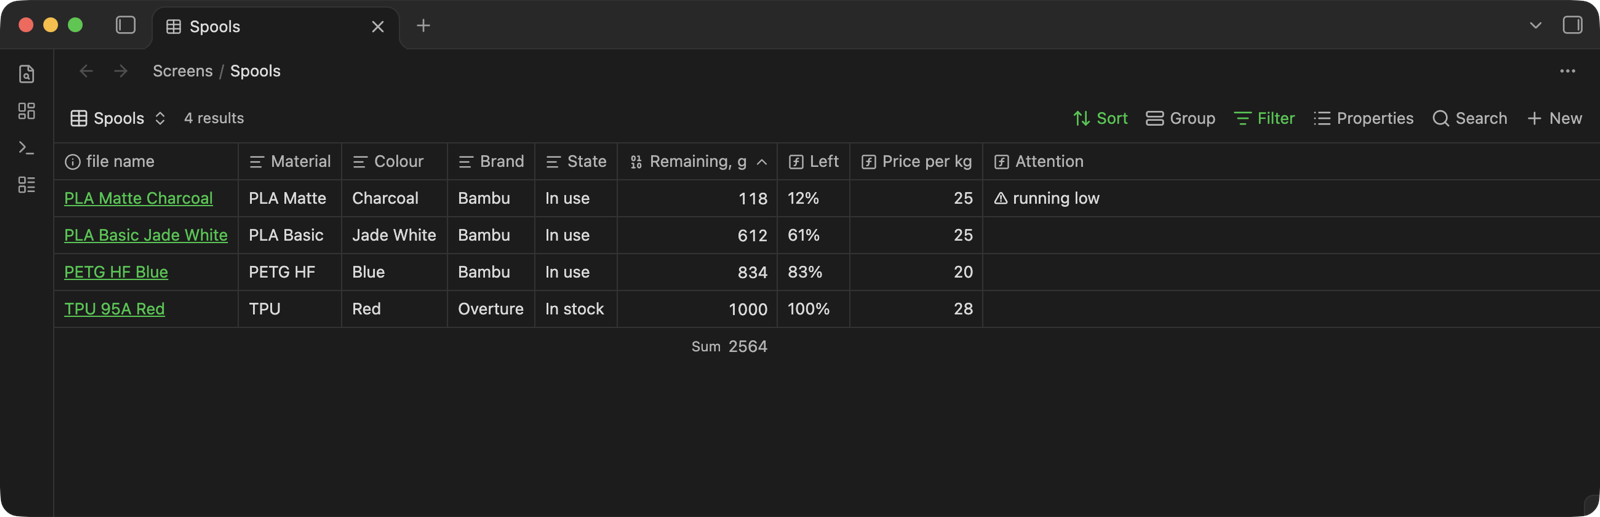 Spools
Screens / Spools
Spools 4 results Sort Group Filter Properties Search New
file name Material Colour Brand State Remaining, g Left Price per kg Attention
PLA Matte Charcoal PLA Matte Charcoal Bambu In use 118 12% 25 ⚠ running low
PLA Basic Jade White PLA Basic Jade White Bambu In use 612 61% 25
PETG HF Blue PETG HF Blue Bambu In use 834 83% 20
TPU 95A Red TPU Red Overture In stock 1000 100% 28
Sum 2564